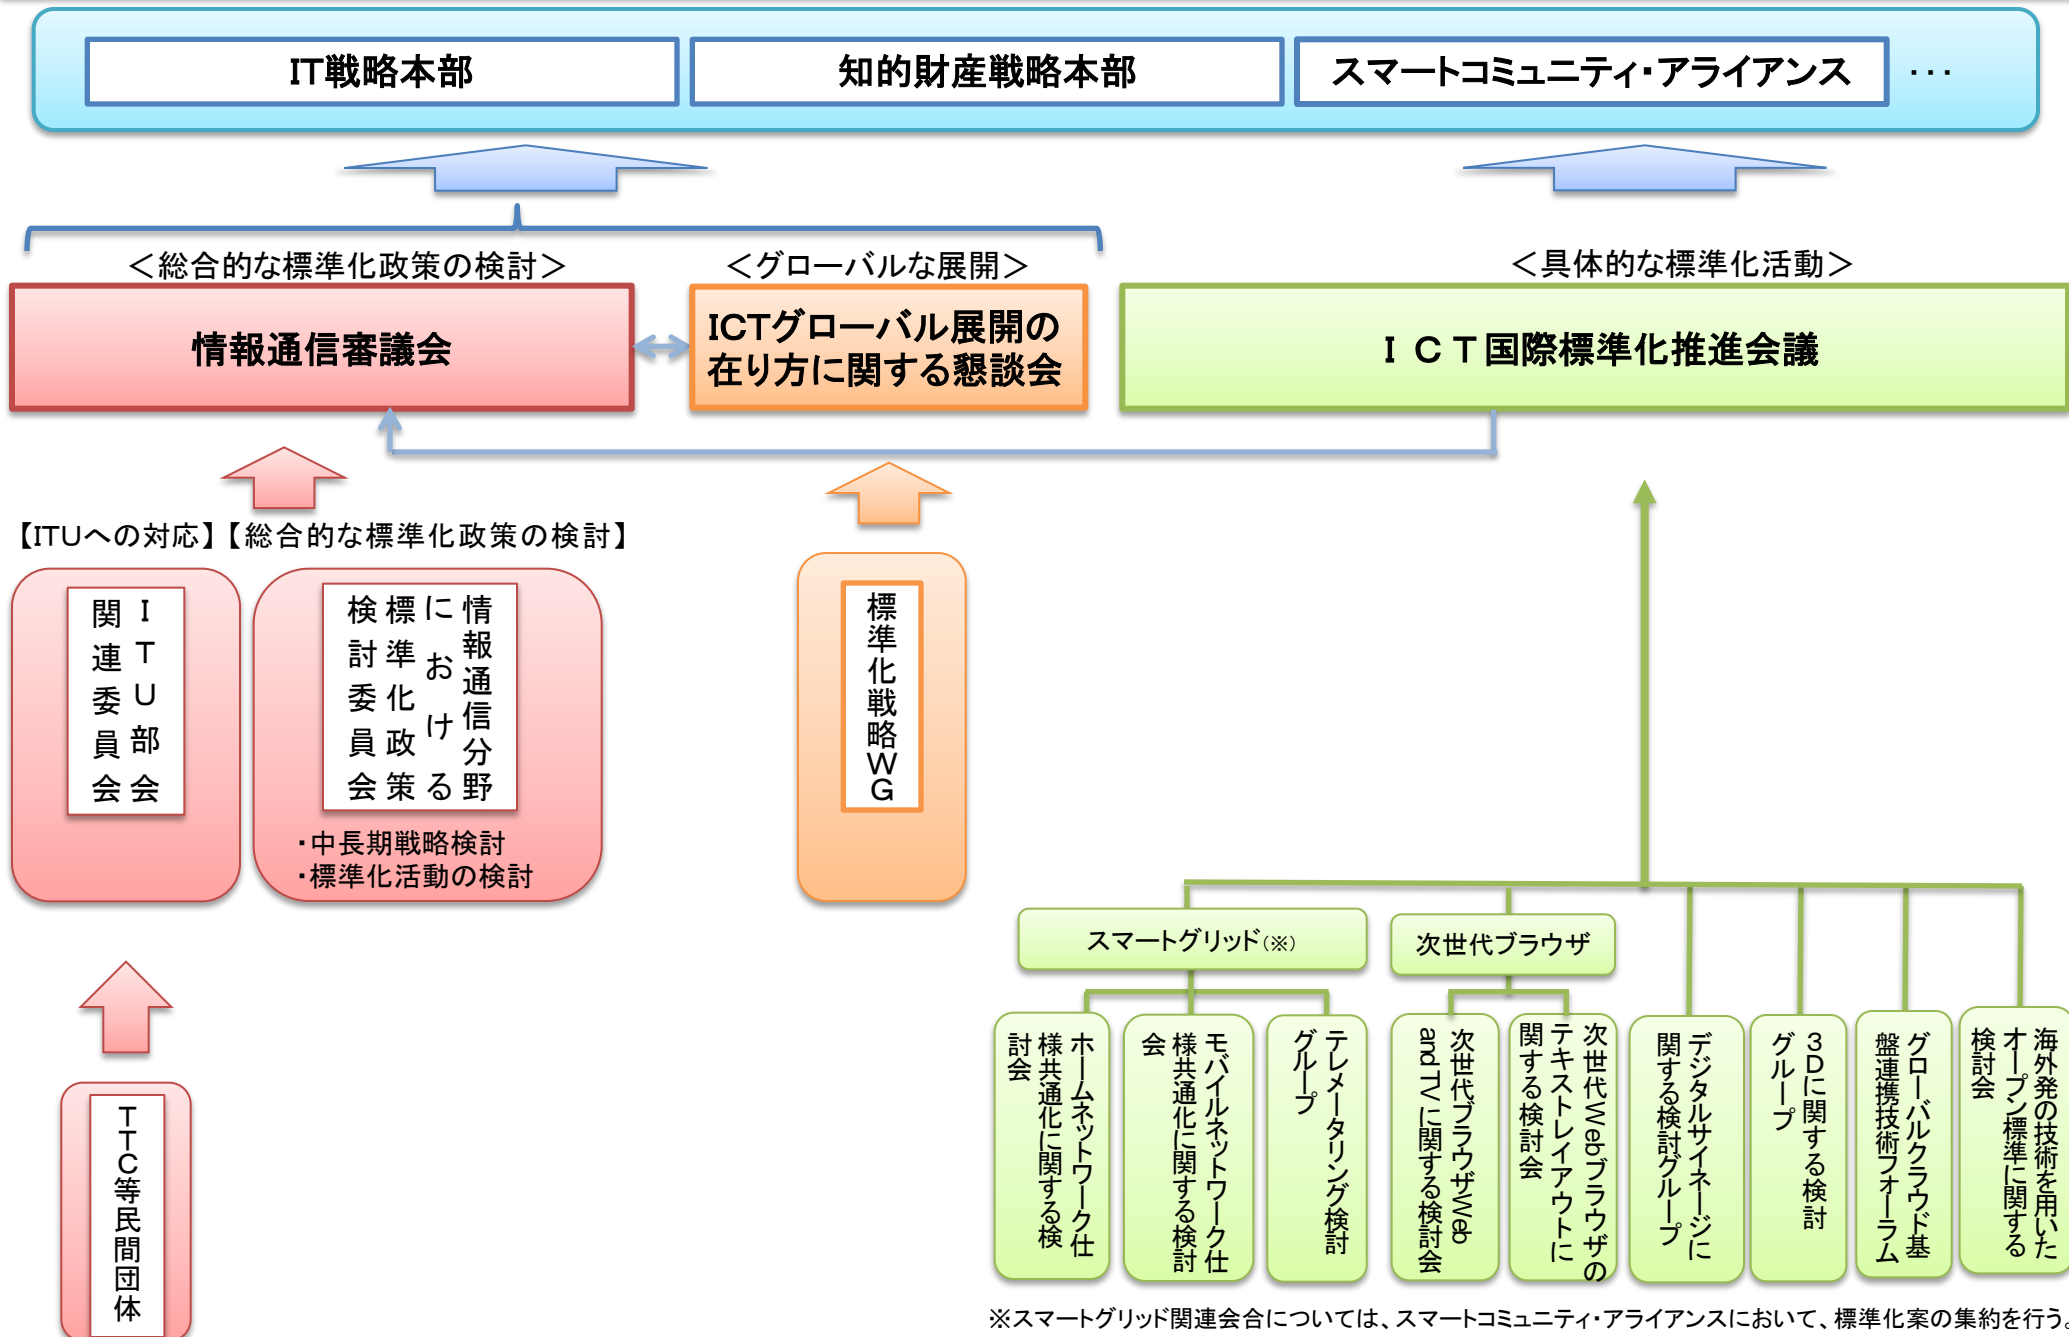 IT戦略本部
知的財産戦略本部
スマートコミュニティ・アライアンス
・・・
＜総合的な標準化政策の検討＞
＜グローバルな展開＞
＜具体的な標準化活動＞
情報通信審議会
ICTグローバル展開の
在り方に関する懇談会
ＩＣＴ国際標準化推進会議
【ITUへの対応】
【総合的な標準化政策の検討】
ＩＴＵ部会
関連委員会
情報通信分野
における
標準化政策
検討委員会
・中長期戦略検討
・標準化活動の検討
標準化戦略ＷＧ
ＴＴＣ等民間団体
スマートグリッド（※）
次世代ブラウザ
ホームネットワーク仕
様共通化に関する検
討会
モバイルネットワーク仕
様共通化に関する検討
会
テレメータリング検討
グループ
次世代ブラウザWeb
and TV に関する検討会
次世代Webブラウザの
テキストレイアウトに
関する検討会
デジタルサイネージに
関する検討グループ
３Ｄに関する検討
グループ
グローバルクラウド基
盤連携技術フォーラム
海外発の技術を用いた
オープン標準に関する
検討会
※スマートグリッド関連会合については、スマートコミュニティ・アライアンスにおいて、標準化案の集約を行う。